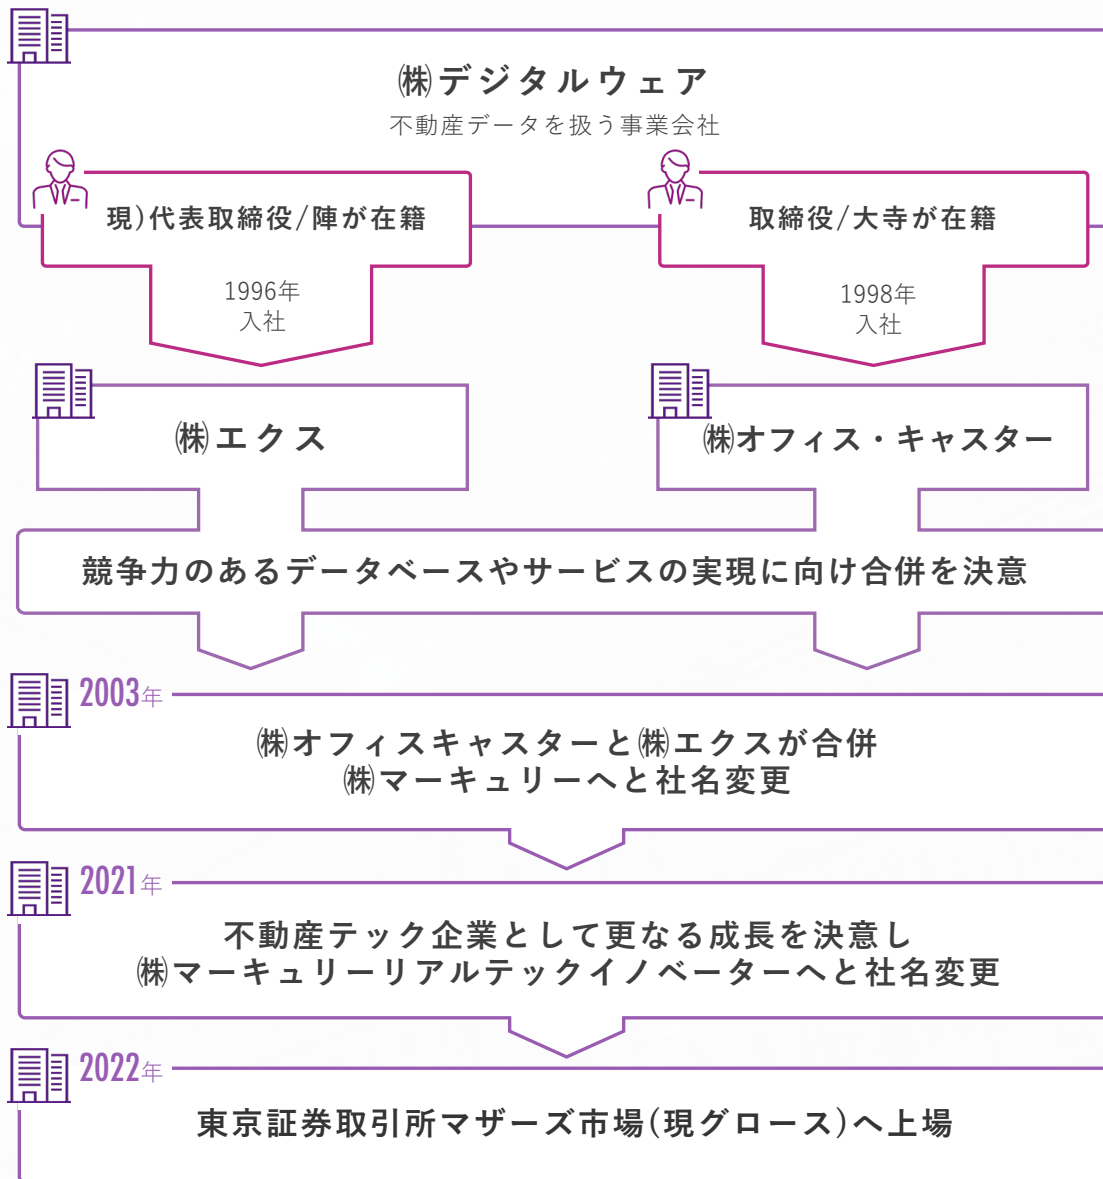 ㈱デジタルウェア
不動産データを扱う事業会社
現)代表取締役/陣が在籍
1996年
入社
取締役/大寺が在籍
1998年
入社
㈱エクス
㈱オフィス・キャスター
競争力のあるデータベースやサービスの実現に向け合併を決意
2003年
㈱オフィスキャスターと㈱エクスが合併
㈱マーキュリーへと社名変更
2021年
不動産テック企業として更なる成長を決意し
㈱マーキュリーリアルテックイノベーターへと社名変更
2022年
東京証券取引所マザーズ市場(現グロース)へ上場